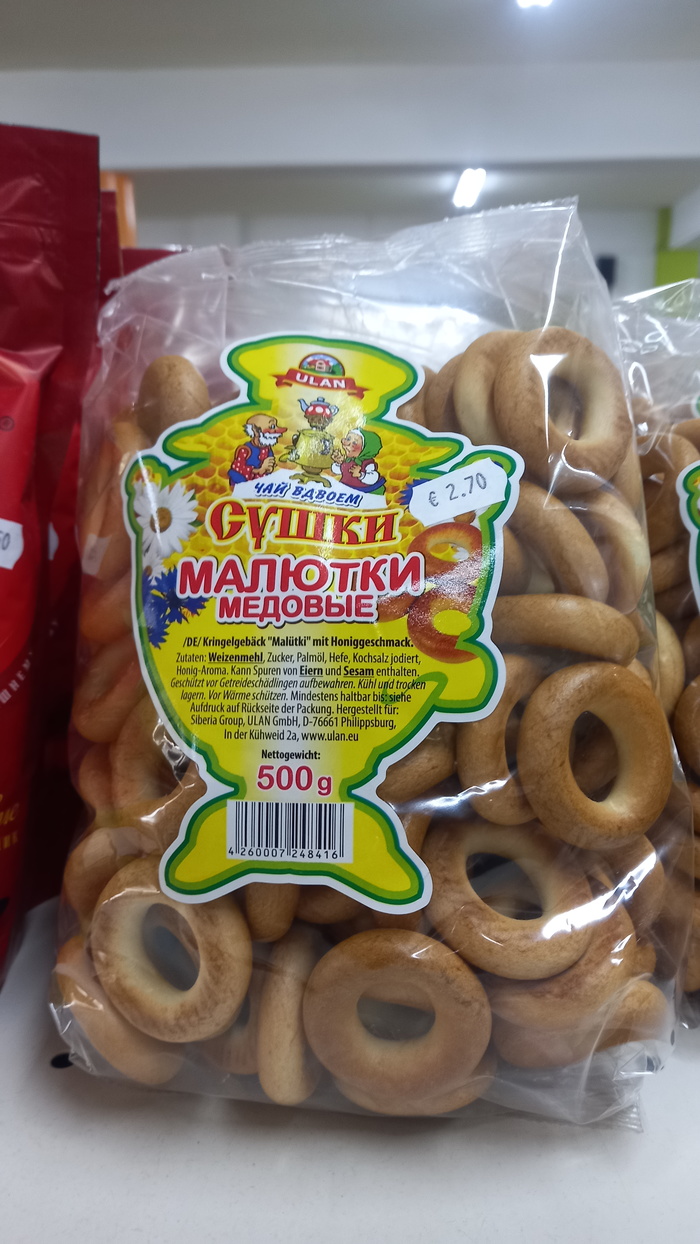 ULAN
ЧАЙ ВДВОЕМ
€ 2.70
Сушки
МАЛЮТКИ
МЕДОВЫЕ
/DE/ Kringelgebäck "Malütki" mit Honiggeschmack.
Zutaten: Weizenmehl, Zucker, Palmöl, Hefe, Kochsalz jodiert,
Honig-Aroma. Kann Spuren von Eiern und Sesam enthalten.
Geschützt vor Getreideschädlingen aufbewahren. Kühl und trocken
lagern. Vor Wärme schützen. Mindestens haltbar bis: siehe
Aufdruck auf Rückseite der Packung. Hergestellt für:
Siberia Group, ULAN GmbH, D-76661 Philippsburg,
In der Kühweid 2a, www.ulan.eu
Nettogewicht:
500g
4 260007 248416